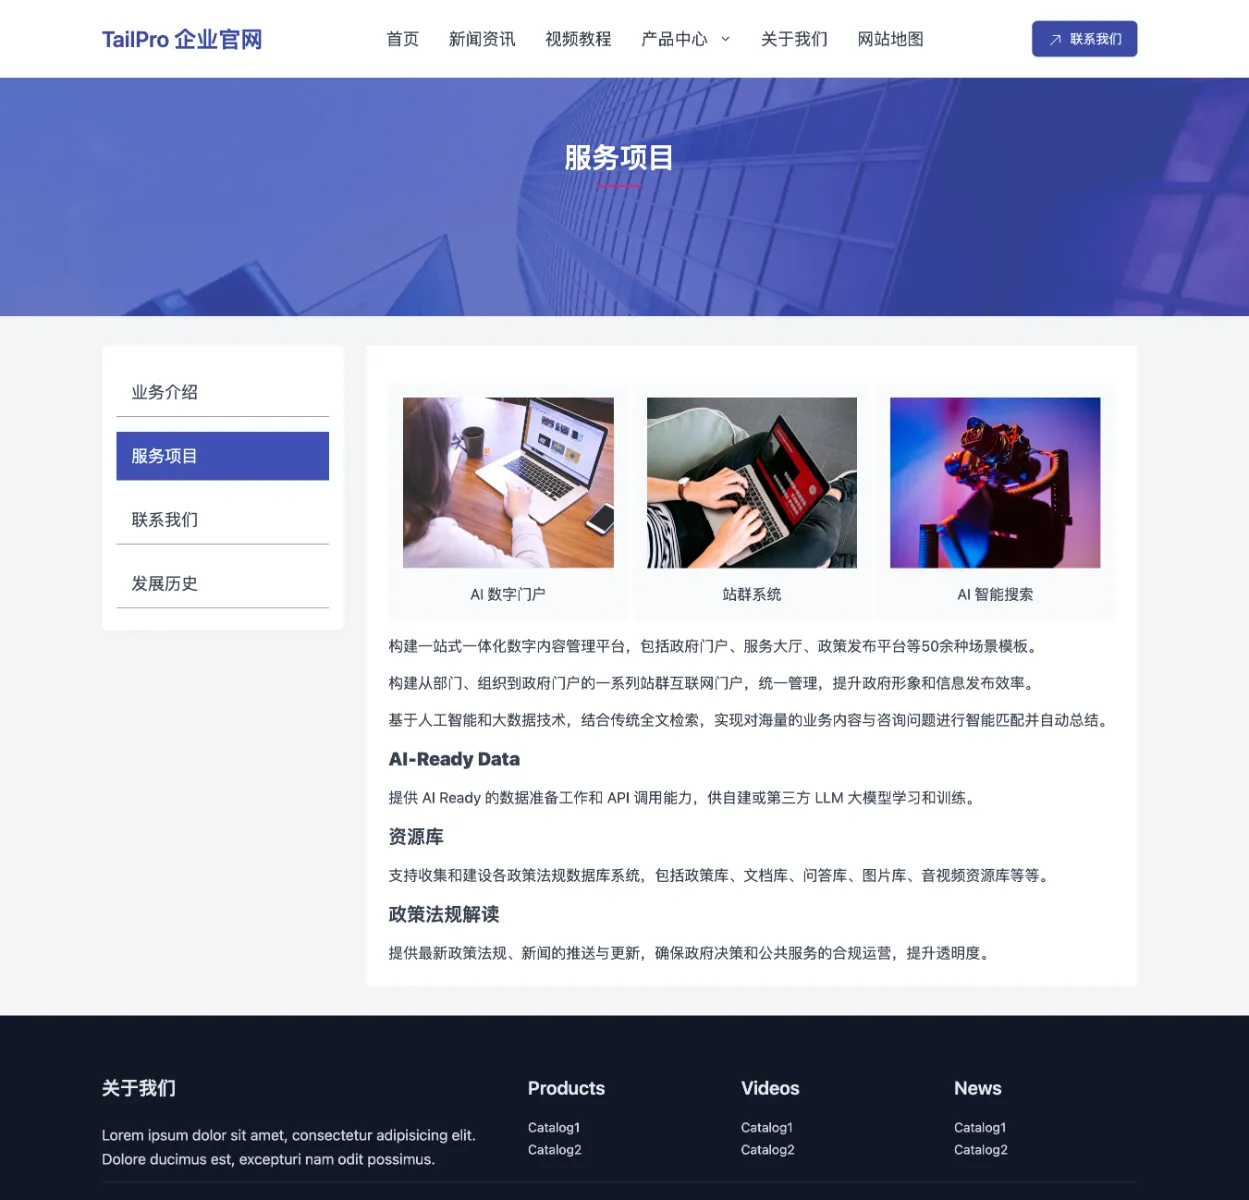 TailPro 企业官网
首页 新闻资讯 视频教程 产品中心 关于我们 网站地图
联系我们
服务项目
业务介绍
服务项目
联系我们
发展历史
AI 数字门户
站群系统
AI 智能搜索
构建一站式一体化数字内容管理平台，包括政府门户、服务大厅、政策发布平台等50余种场景模板。
构建从部门、组织到政府门户的一系列站群互联网门户，统一管理，提升政府形象和信息发布效率。
基于人工智能和大数据技术，结合传统全文检索，实现对海量的业务内容与咨询问题进行智能匹配并自动总结。
AI-Ready Data
提供 AI Ready 的数据准备工作和 API 调用能力，供自建或第三方 LLM 大模型学习和训练。
资源库
支持收集和建设各政策法规数据库系统，包括政策库、文档库、问答库、图片库、音视频资源库等等。
政策法规解读
提供最新政策法规、新闻的推送与更新，确保政府决策和公共服务的合规运营，提升透明度。
关于我们
Lorem ipsum dolor sit amet, consectetur adipisicing elit.
Dolore ducimus est, excepturi nam odit possimus.
Products
Catalog1
Catalog2
Videos
Catalog1
Catalog2
News
Catalog1
Catalog2